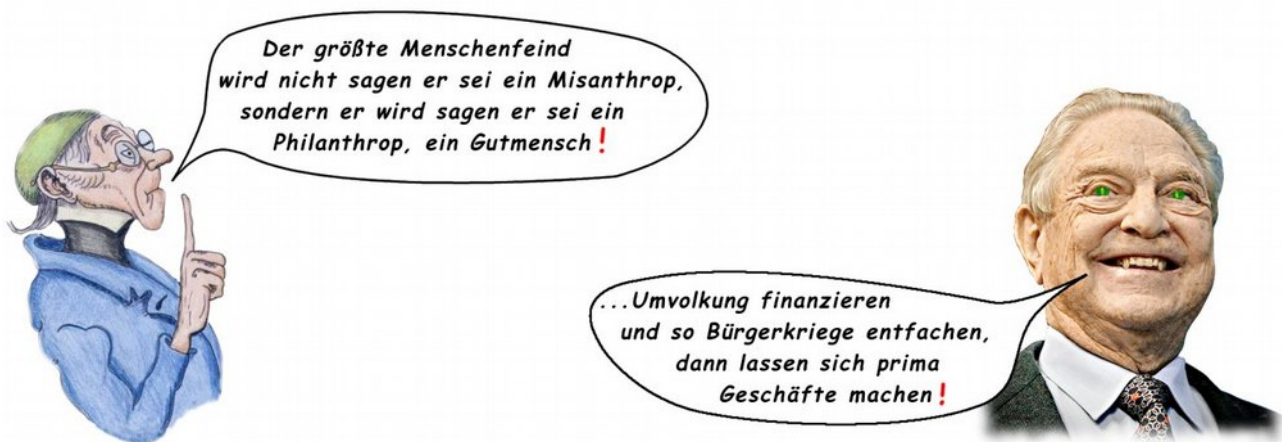 Der größte Menschenfeind
wird nicht sagen er sei ein Misanthrop,
sondern er wird sagen er sei ein
Philanthrop, ein Gutmensch!
...Umvolkung finanzieren
und so Bürgerkriege entfachen,
dann lassen sich prima
Geschäfte machen!